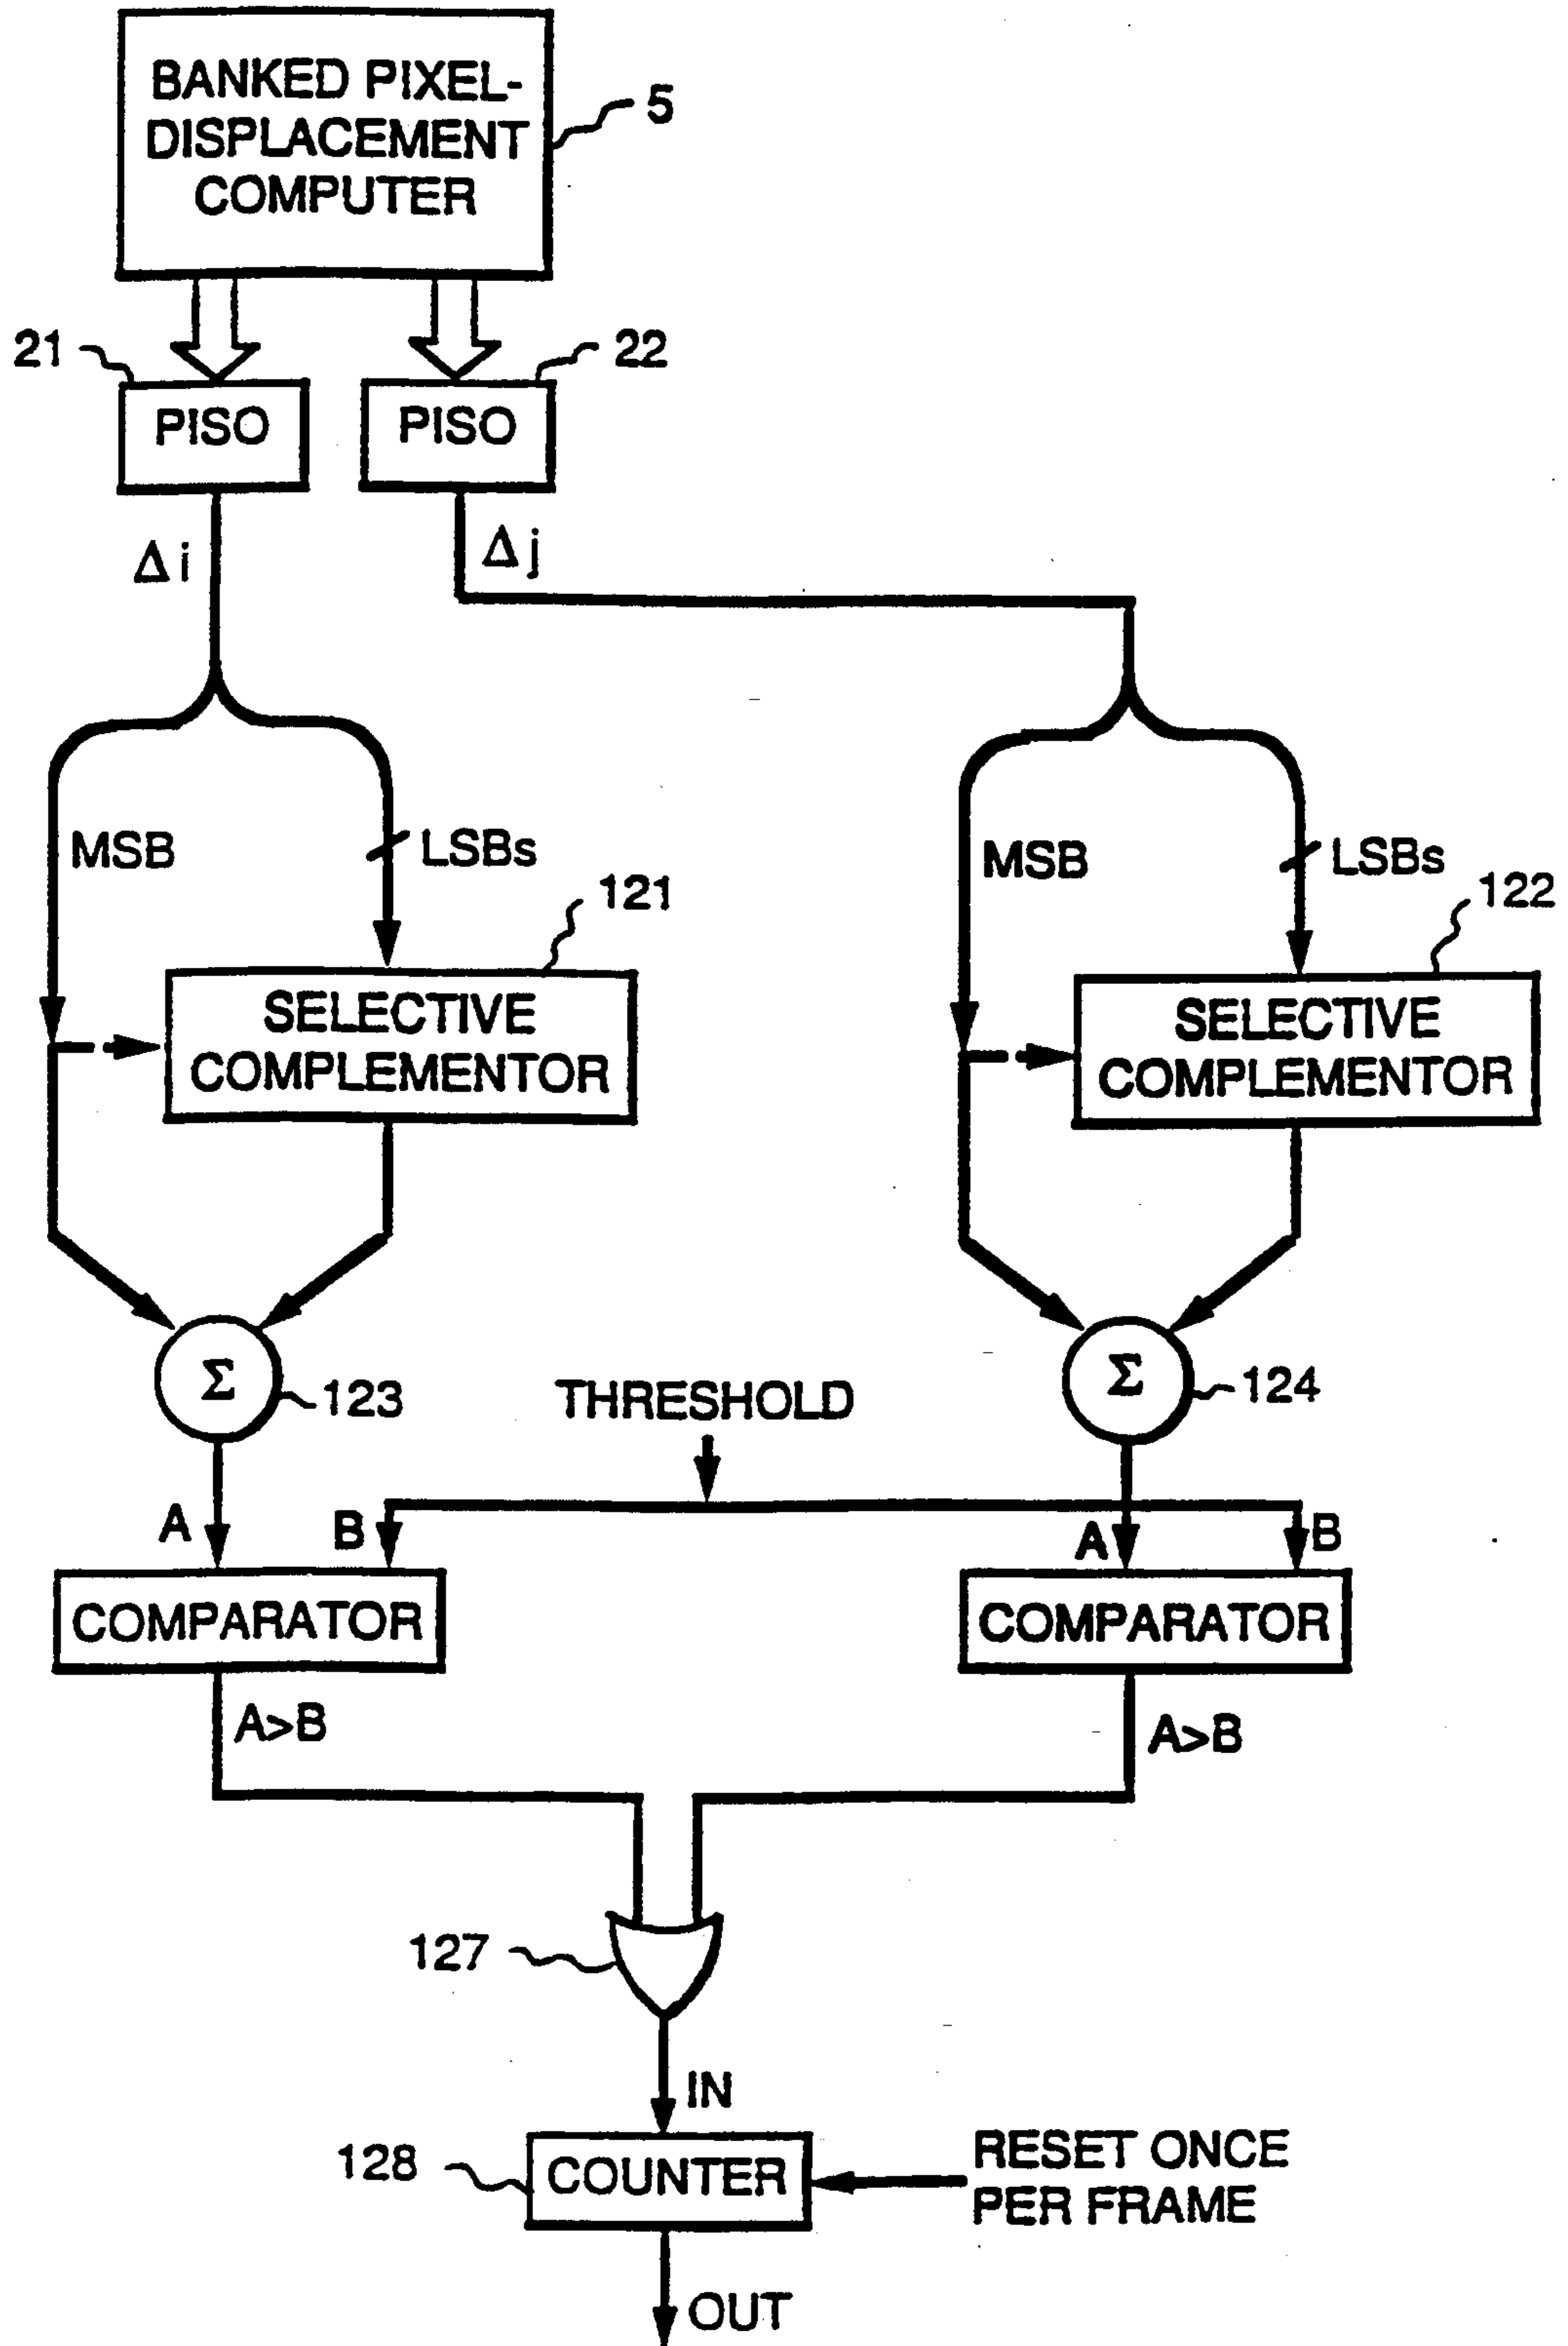 BANKED PIXEL-
DISPLACEMENT
COMPUTER
5
21
22
PISO
PISO
Δi
Δj
MSB
LSBs
MSB
LSBs
121
122
SELECTIVE
COMPLEMENTOR
SELECTIVE
COMPLEMENTOR
Σ
123
THRESHOLD
Σ
124
A
B
A
B
COMPARATOR
COMPARATOR
A>B
A>B
127
IN
128
COUNTER
RESET ONCE
PER FRAME
OUT